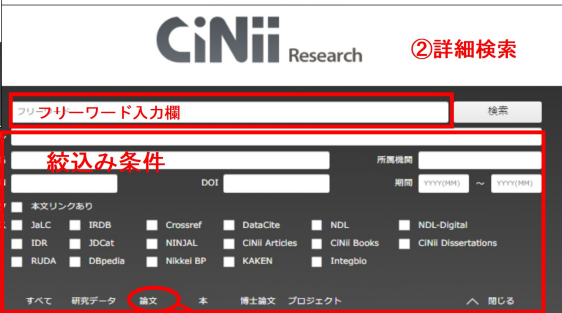 CiNii Research
②詳細検索
フリーワード入力欄
検索
絞込み条件
所属機関
DOI
期間 YYYY(MM) ～ YYYY(MM)
本文リンクあり
JaLC IRDB Crossref DataCite NDL NDL-Digital
IDR JDCat NINJAL CiNii Articles CiNii Books CiNii Dissertations
RUDA DBpedia Nikkei BP KAKEN Integbio
すべて 研究データ 論文 本 博士論文 プロジェクト へ 閉じる